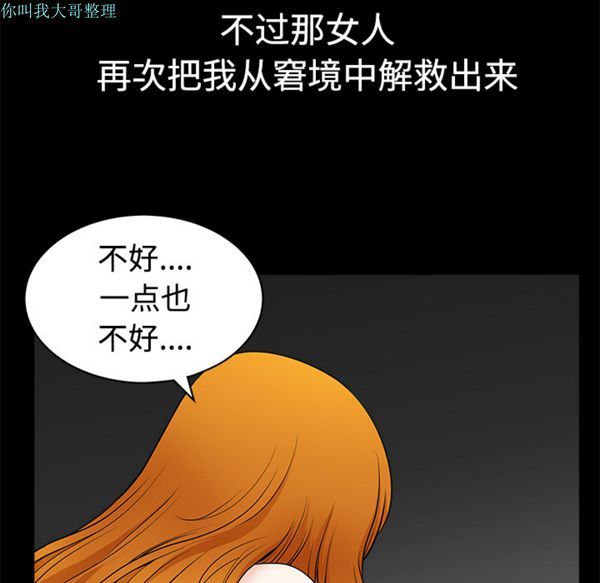 你叫我大哥整理
不过那女人
再次把我从窘境中解救出来
不好....
一点也
不好....